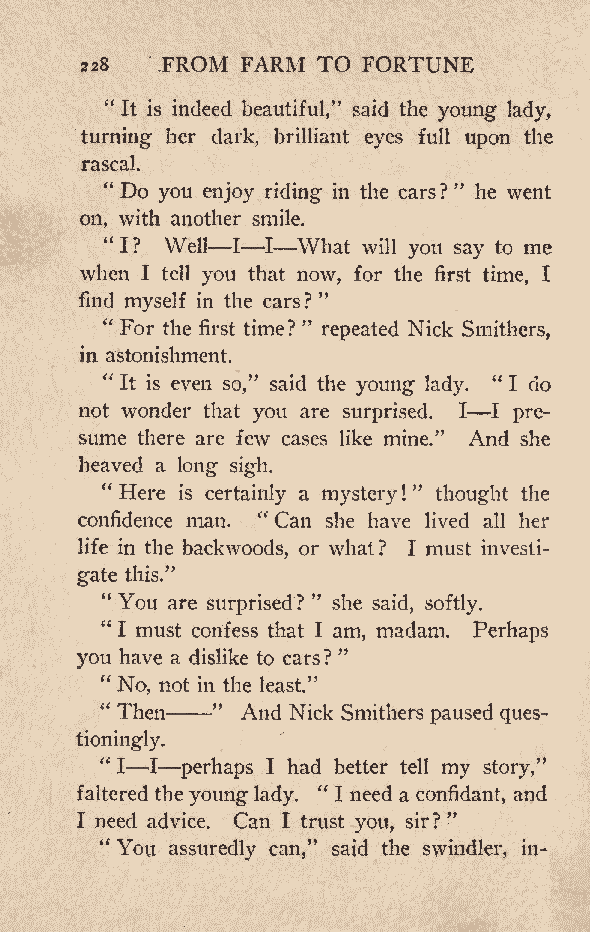 228 FROM FARM TO FORTUNE
" It is indeed beautiful," said the young lady,
turning her dark, brilliant eyes full upon the
rascal.
" Do you enjoy riding in the cars? " he went
on, with another smile.
" I? Well—I—I—What will you say to me
when I tell you that now, for the first time, I
find myself in the cars? "
" For the first time? " repeated Nick Smithers,
in astonishment.
" It is even so," said the young lady. " I do
not wonder that you are surprised. I—I pre-
sume there are few cases like mine." And she
heaved a long sigh.
" Here is certainly a mystery! " thought the
confidence man. " Can she have lived all her
life in the backwoods, or what? I must investi-
gate this."
" You are surprised? " she said, softly.
" I must confess that I am, madam. Perhaps
you have a dislike to cars? "
" No, not in the least."
" Then——" And Nick Smithers paused ques-
tioningly.
" I—I—perhaps I had better tell my story,"
faltered the young lady. " I need a confidant, and
I need advice. Can I trust you, sir? "
" You assuredly can," said the swindler, in-